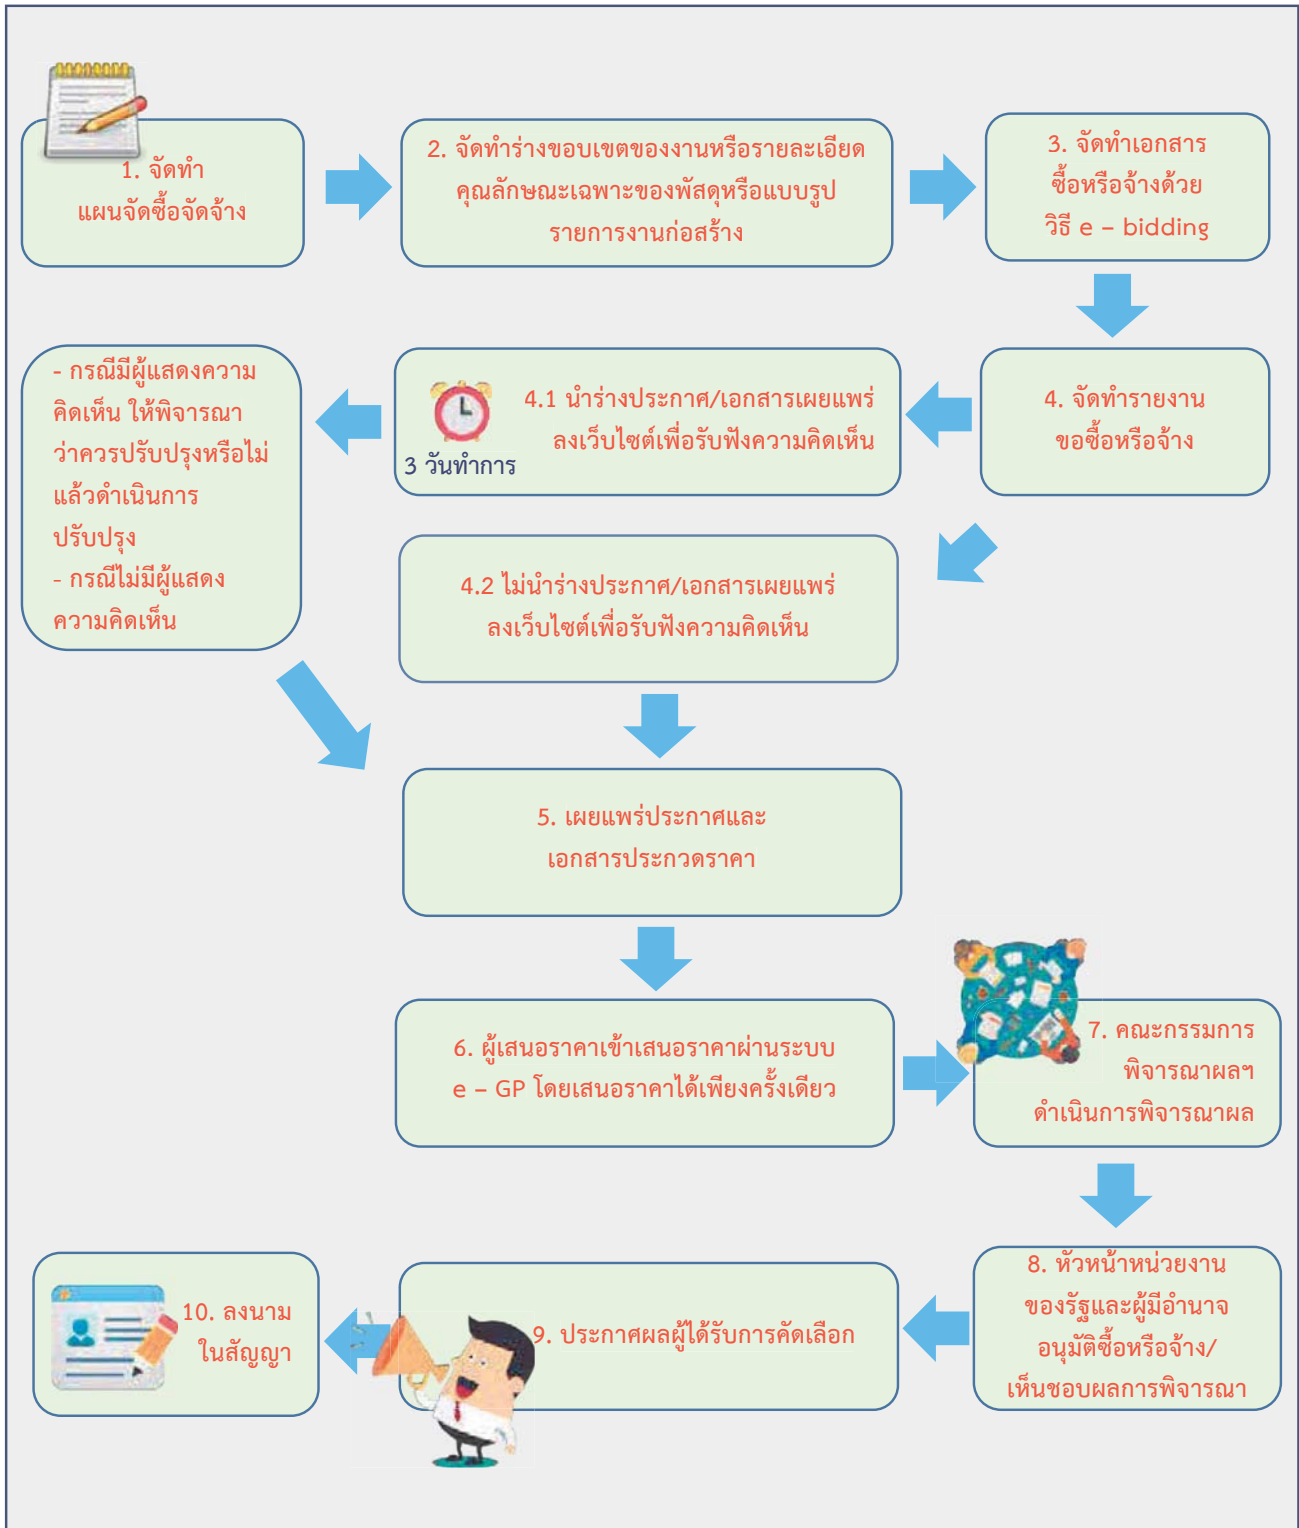 1. จัดทำ
แผนจัดซื้อจัดจ้าง
2. จัดทำร่างขอบเขตของงานหรือรายละเอียด
คุณลักษณะเฉพาะของพัสดุหรือแบบรูป
รายการงานก่อสร้าง
3. จัดทำเอกสาร
ซื้อหรือจ้างด้วย
วิธี e – bidding
4. จัดทำรายงาน
ขอซื้อหรือจ้าง
4.1 นำร่างประกาศ/เอกสารเผยแพร่
ลงเว็บไซต์เพื่อรับฟังความคิดเห็น
3 วันทำการ
- กรณีมีผู้แสดงความ
คิดเห็น ให้พิจารณา
ว่าควรปรับปรุงหรือไม่
แล้วดำเนินการ
ปรับปรุง
- กรณีไม่มีผู้แสดง
ความคิดเห็น
4.2 ไม่นำร่างประกาศ/เอกสารเผยแพร่
ลงเว็บไซต์เพื่อรับฟังความคิดเห็น
5. เผยแพร่ประกาศและ
เอกสารประกวดราคา
6. ผู้เสนอราคาเข้าเสนอราคาผ่านระบบ
e – GP โดยเสนอราคาได้เพียงครั้งเดียว
7. คณะกรรมการ
พิจารณาผลฯ
ดำเนินการพิจารณาผล
8. หัวหน้าหน่วยงาน
ของรัฐและผู้มีอำนาจ
อนุมัติซื้อหรือจ้าง/
เห็นชอบผลการพิจารณา
9. ประกาศผลผู้ได้รับการคัดเลือก
10. ลงนาม
ในสัญญา